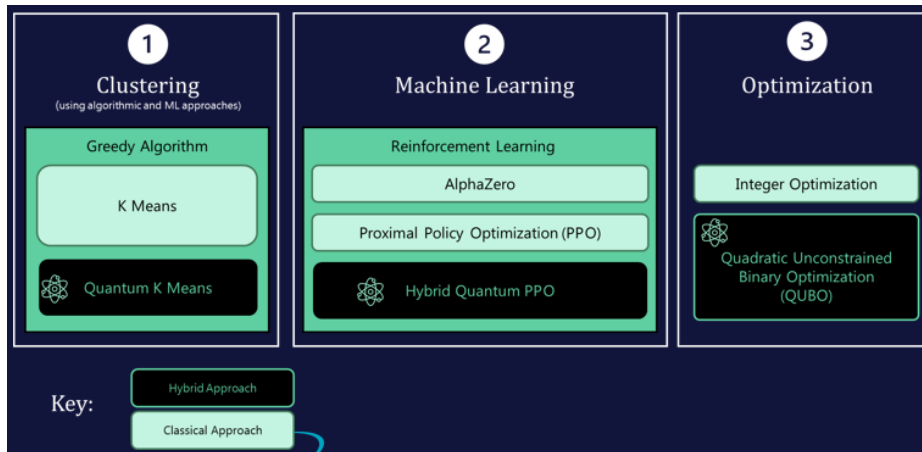 1
Clustering
(using algorithmic and ML approaches)
Greedy Algorithm
K Means
Quantum K Means
2
Machine Learning
Reinforcement Learning
AlphaZero
Proximal Policy Optimization (PPO)
Hybrid Quantum PPO
3
Optimization
Integer Optimization
Quadratic Unconstrained
Binary Optimization
(QUBO)
Key:
Hybrid Approach
Classical Approach